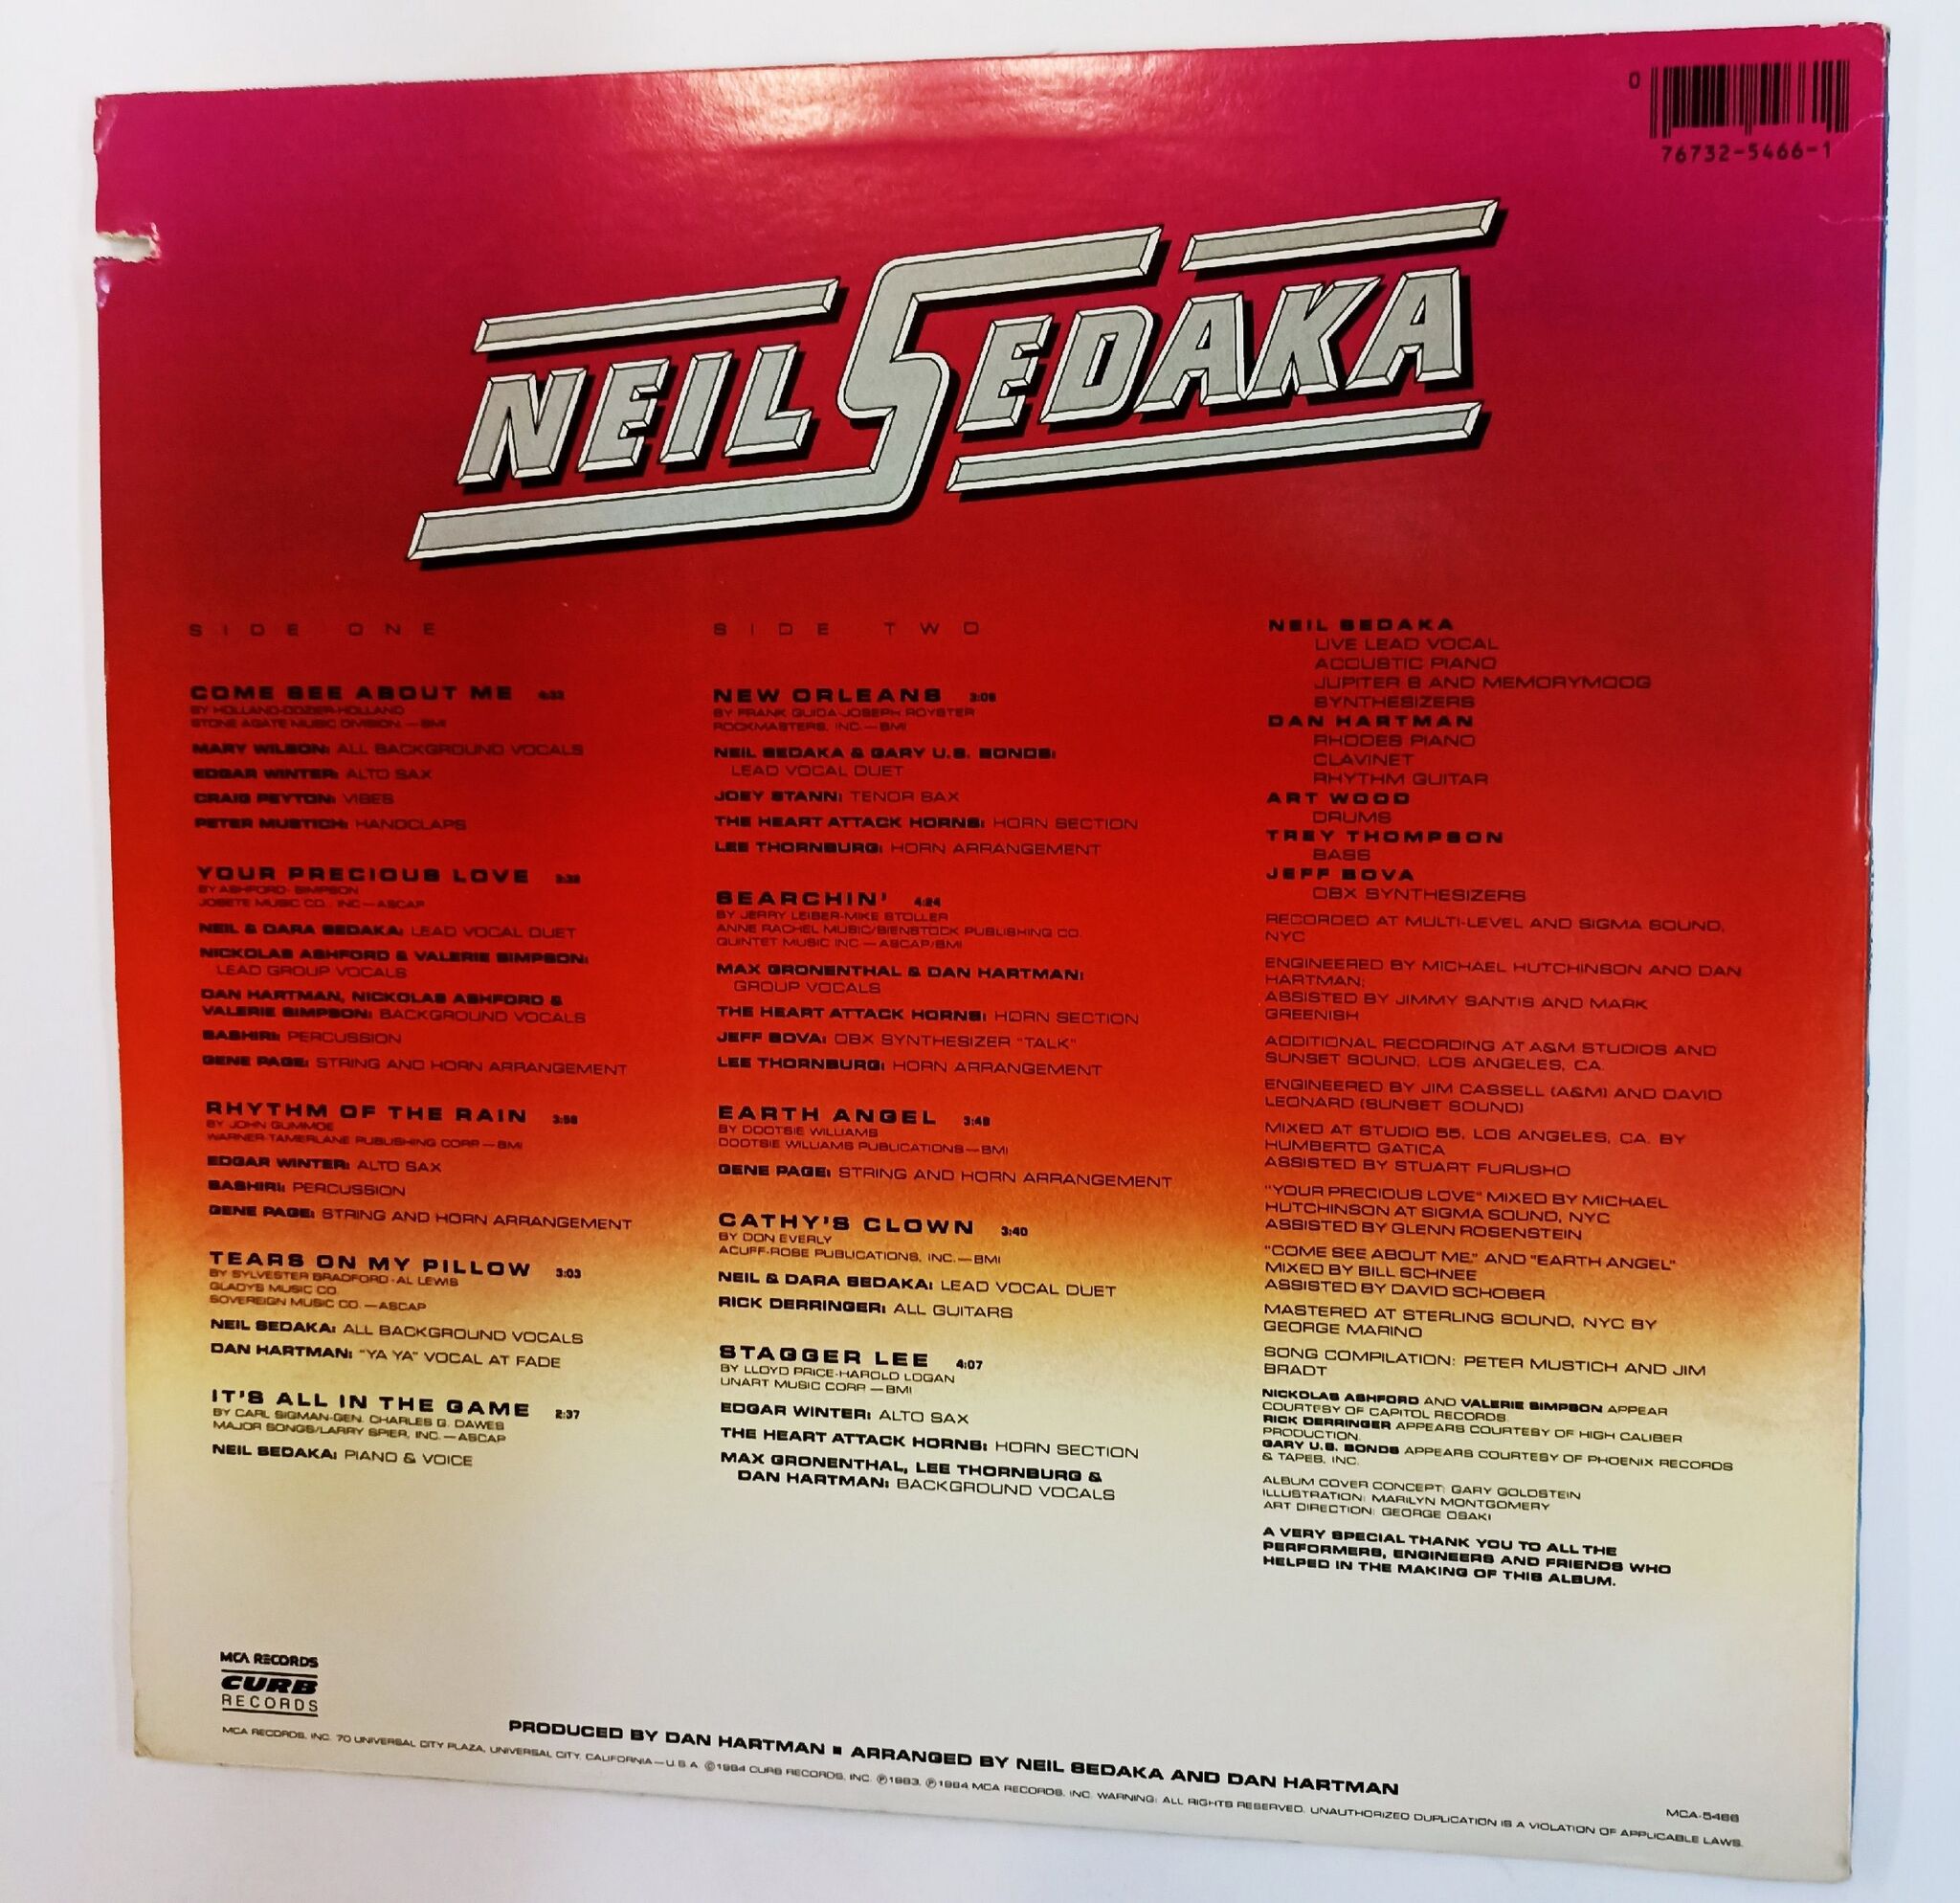 0
76732-5466-1
NEIL SEDAKA
SIDE ONE
COME SEE ABOUT ME
BY HOLLAND-DOZIER-HOLLAND
STONE AGATE MUSIC DIVISION.—BMI
MARY WILSON: ALL BACKGROUND VOCALS
EDGAR WINTER: ALTO SAX
CRAIG PEYTON: VIBES
PETER MUSTICH: HANDCLAPS
YOUR PRECIOUS LOVE
BY ASHFORD-SIMPSON
JOBETE MUSIC CO., INC—ASCAP
NEIL & DARA SEDAKA: LEAD VOCAL DUET
NICKOLAS ASHFORD & VALERIE SIMPSON:
LEAD GROUP VOCALS
DAN HARTMAN, NICKOLAS ASHFORD &
VALERIE SIMPSON: BACKGROUND VOCALS
BASHIRI: PERCUSSION
GENE PAGE: STRING AND HORN ARRANGEMENT
RHYTHM OF THE RAIN 3:58
BY JOHN GUMMOE
WARNER-TAMERLANE PUBLISHING CORP—BMI
EDGAR WINTER: ALTO SAX
BASHIRI: PERCUSSION
GENE PAGE: STRING AND HORN ARRANGEMENT
TEARS ON MY PILLOW 3:03
BY SYLVESTER BRADFORD-AL LEWIS
GLADYS MUSIC CO.
SOVEREIGN MUSIC CO.—ASCAP
NEIL SEDAKA: ALL BACKGROUND VOCALS
DAN HARTMAN: "YA YA" VOCAL AT FADE
IT'S ALL IN THE GAME 2:37
BY CARL SIGMAN-GEN. CHARLES G. DAWES
MAJOR SONGS/LARRY SPIER, INC.—ASCAP
NEIL SEDAKA: PIANO & VOICE
SIDE TWO
NEW ORLEANS 3:08
BY FRANK GUIDA-JOSEPH ROYSTER
ROCKMASTERS, INC—BMI
NEIL SEDAKA & GARY U.S. BONDS:
LEAD VOCAL DUET
JOEY STANN: TENOR SAX
THE HEART ATTACK HORNS: HORN SECTION
LEE THORNBURG: HORN ARRANGEMENT
SEARCHIN' 4:24
BY JERRY LEIBER-MIKE STOLLER
ANNE RACHEL MUSIC/BIENSTOCK PUBLISHING CO.
QUINTET MUSIC INC—ASCAP/BMI
MAX GRONENTHAL & DAN HARTMAN:
GROUP VOCALS
THE HEART ATTACK HORNS: HORN SECTION
JEFF BOVA: OBX SYNTHESIZER "TALK"
LEE THORNBURG: HORN ARRANGEMENT
EARTH ANGEL 3:48
BY DOOTSIE WILLIAMS
DOOTSIE WILLIAMS PUBLICATIONS—BMI
GENE PAGE: STRING AND HORN ARRANGEMENT
CATHY'S CLOWN 3:40
BY DON EVERLY
ACUFF-ROSE PUBLICATIONS, INC.—BMI
NEIL & DARA SEDAKA: LEAD VOCAL DUET
RICK DERRINGER: ALL GUITARS
STAGGER LEE 4:07
BY LLOYD PRICE-HAROLD LOGAN
UNART MUSIC CORP—BMI
EDGAR WINTER: ALTO SAX
THE HEART ATTACK HORNS: HORN SECTION
MAX GRONENTHAL, LEE THORNBURG &
DAN HARTMAN: BACKGROUND VOCALS
NEIL SEDAKA
LIVE LEAD VOCAL
ACOUSTIC PIANO
JUPITER 8 AND MEMORYMOOG
SYNTHESIZERS
DAN HARTMAN
RHODES PIANO
CLAVINET
RHYTHM GUITAR
ART WOOD
DRUMS
TREY THOMPSON
BASS
JEFF BOVA
OBX SYNTHESIZERS
RECORDED AT MULTI-LEVEL AND SIGMA SOUND,
NYC
ENGINEERED BY MICHAEL HUTCHINSON AND DAN
HARTMAN;
ASSISTED BY JIMMY SANTIS AND MARK
GREENISH
ADDITIONAL RECORDING AT A&M STUDIOS AND
SUNSET SOUND, LOS ANGELES, CA.
ENGINEERED BY JIM CASSELL (A&M) AND DAVID
LEONARD (SUNSET SOUND)
MIXED AT STUDIO 55, LOS ANGELES, CA. BY
HUMBERTO GATICA
ASSISTED BY STUART FURUSHO
"YOUR PRECIOUS LOVE" MIXED BY MICHAEL
HUTCHINSON AT SIGMA SOUND, NYC
ASSISTED BY GLENN ROSENSTEIN
"COME SEE ABOUT ME" AND "EARTH ANGEL"
MIXED BY BILL SCHNEE
ASSISTED BY DAVID SCHOBER
MASTERED AT STERLING SOUND, NYC BY
GEORGE MARINO
SONG COMPILATION: PETER MUSTICH AND JIM
BRADT
NICKOLAS ASHFORD AND VALERIE SIMPSON APPEAR
COURTESY OF CAPITOL RECORDS.
RICK DERRINGER APPEARS COURTESY OF HIGH CALIBER
PRODUCTION.
GARY U.S. BONDS APPEARS COURTESY OF PHOENIX RECORDS
& TAPES, INC.
ALBUM COVER CONCEPT: GARY GOLDSTEIN
ILLUSTRATION: MARILYN MONTGOMERY
ART DIRECTION: GEORGE OSAKI
A VERY SPECIAL THANK YOU TO ALL THE
PERFORMERS, ENGINEERS AND FRIENDS WHO
HELPED IN THE MAKING OF THIS ALBUM.
MCA RECORDS
CURB
RECORDS
PRODUCED BY DAN HARTMAN ■ ARRANGED BY NEIL SEDAKA AND DAN HARTMAN
MCA-5466
MCA RECORDS, INC. 70 UNIVERSAL CITY PLAZA, UNIVERSAL CITY, CALIFORNIA—U.S.A. ©1984 CURB RECORDS, INC. ℗1983, ℗1984 MCA RECORDS, INC. WARNING: ALL RIGHTS RESERVED. UNAUTHORIZED DUPLICATION IS A VIOLATION OF APPLICABLE LAWS.